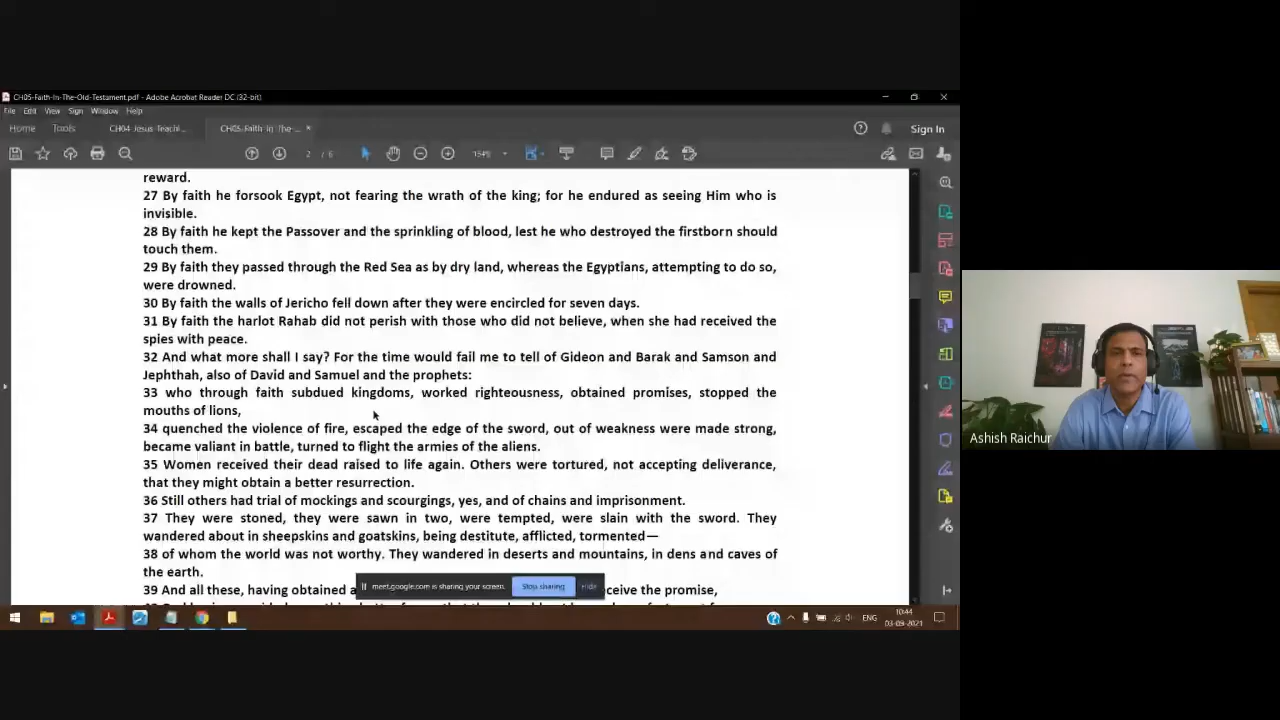 CH05-Faith-In-The-Old-Testament.pdf - Adobe Acrobat Reader DC (32-bit)
File Edit View Sign Window Help
Home Tools CH04 Jesus Teachi... CH05-Faith-In-The-... × Sign In
2 / 6 154%
reward.
27 By faith he forsook Egypt, not fearing the wrath of the king; for he endured as seeing Him who is
invisible.
28 By faith he kept the Passover and the sprinkling of blood, lest he who destroyed the firstborn should
touch them.
29 By faith they passed through the Red Sea as by dry land, whereas the Egyptians, attempting to do so,
were drowned.
30 By faith the walls of Jericho fell down after they were encircled for seven days.
31 By faith the harlot Rahab did not perish with those who did not believe, when she had received the
spies with peace.
32 And what more shall I say? For the time would fail me to tell of Gideon and Barak and Samson and
Jephthah, also of David and Samuel and the prophets:
33 who through faith subdued kingdoms, worked righteousness, obtained promises, stopped the
mouths of lions,
34 quenched the violence of fire, escaped the edge of the sword, out of weakness were made strong,
became valiant in battle, turned to flight the armies of the aliens.
35 Women received their dead raised to life again. Others were tortured, not accepting deliverance,
that they might obtain a better resurrection.
36 Still others had trial of mockings and scourgings, yes, and of chains and imprisonment.
37 They were stoned, they were sawn in two, were tempted, were slain with the sword. They
wandered about in sheepskins and goatskins, being destitute, afflicted, tormented—
38 of whom the world was not worthy. They wandered in deserts and mountains, in dens and caves of
the earth.
39 And all these, having obtained a
ceive the promise,
meet.google.com is sharing your screen. Stop sharing Hide
ENG 10:44
03-09-2021
Ashish Raichur